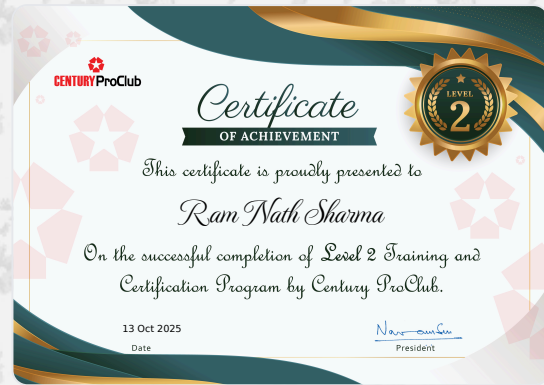 CENTURY ProClub
LEVEL
2
Certificate
OF ACHIEVEMENT
This certificate is proudly presented to
Ram Nath Sharma
On the successful completion of Level 2 Training and
Certification Program by Century ProClub.
13 Oct 2025
Date
President